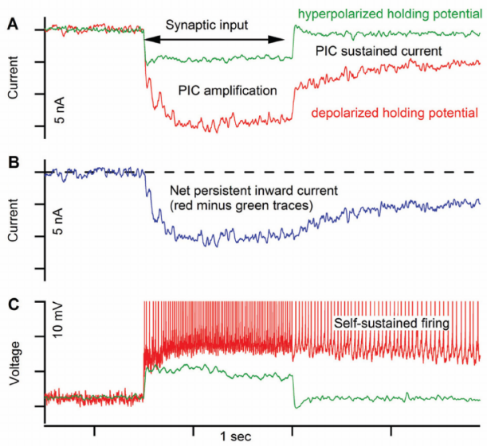 A
Synaptic input
hyperpolarized holding potential
PIC sustained current
PIC amplification
depolarized holding potential
Current
5 nA
B
Net persistent inward current
(red minus green traces)
Current
5 nA
C
10 mV
Self-sustained firing
Voltage
1 sec